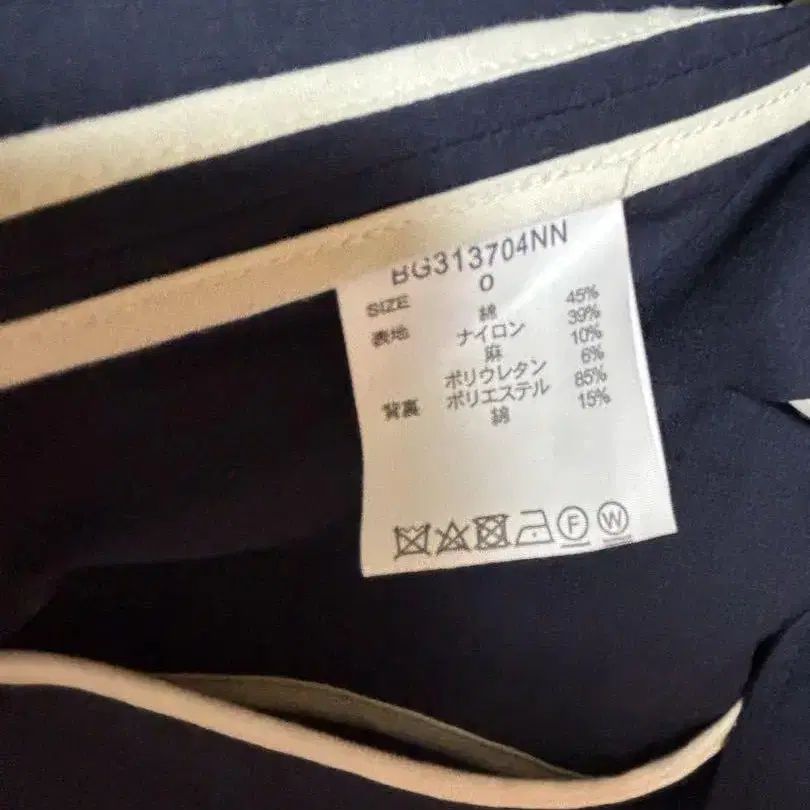 BG313704NN
SIZE 0
表地 綿 45%
ナイロン 39%
麻 10%
ポリウレタン 6%
背裏 ポリエステル 85%
綿 15%
F W